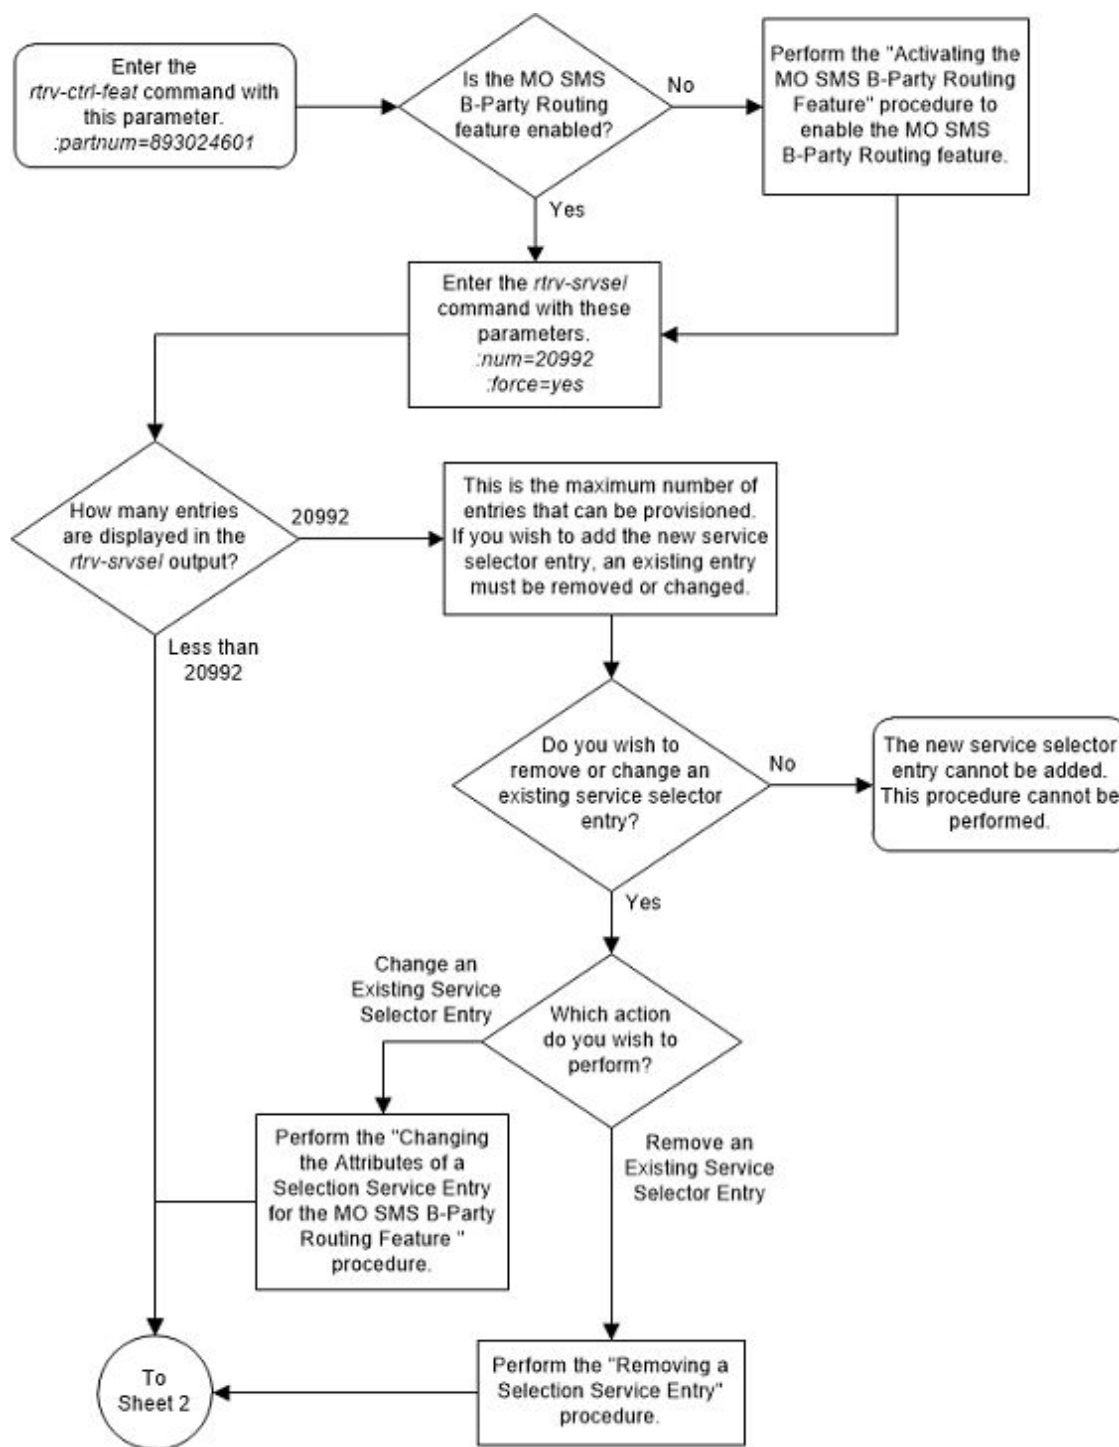 Enter the
rtrv-ctrl-feat command with
this parameter.
:partnum=893024601
Is the MO SMS
B-Party Routing
feature enabled?
No
Perform the "Activating the
MO SMS B-Party Routing
Feature" procedure to
enable the MO SMS
B-Party Routing feature.
Yes
Enter the rtrv-srvsel
command with these
parameters.
:num=20992
:force=yes
How many entries
are displayed in the
rtrv-srvsel output?
20992
This is the maximum number of
entries that can be provisioned.
If you wish to add the new service
selector entry, an existing entry
must be removed or changed.
Less than
20992
Do you wish to
remove or change an
existing service selector
entry?
No
The new service selector
entry cannot be added.
This procedure cannot be
performed.
Yes
Change an
Existing Service
Selector Entry
Which action
do you wish to
perform?
Perform the "Changing
the Attributes of a
Selection Service Entry
for the MO SMS B-Party
Routing Feature "
procedure.
Remove an
Existing Service
Selector Entry
To
Sheet 2
Perform the "Removing a
Selection Service Entry"
procedure.